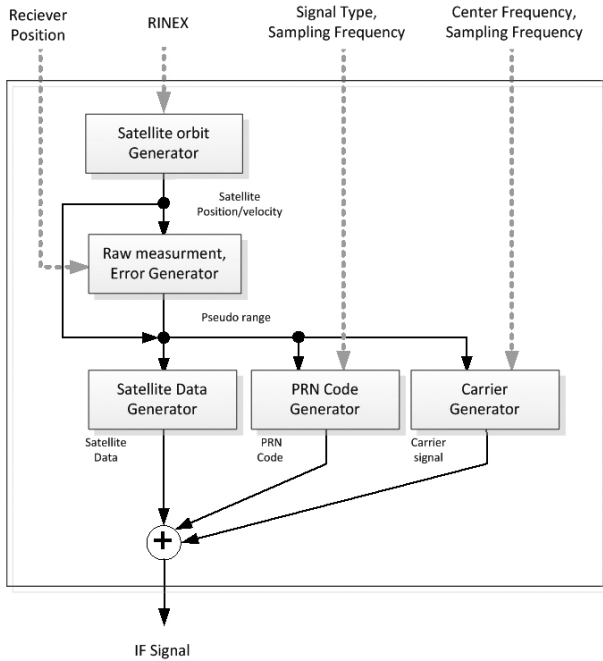 Reciever
Position
RINEX
Signal Type,
Sampling Frequency
Center Frequency,
Sampling Frequency
Satellite orbit
Generator
Satellite
Position/velocity
Raw measurment,
Error Generator
Pseudo range
Satellite Data
Generator
PRN Code
Generator
Carrier
Generator
Satellite
Data
PRN
Code
Carrier
signal
+
IF Signal